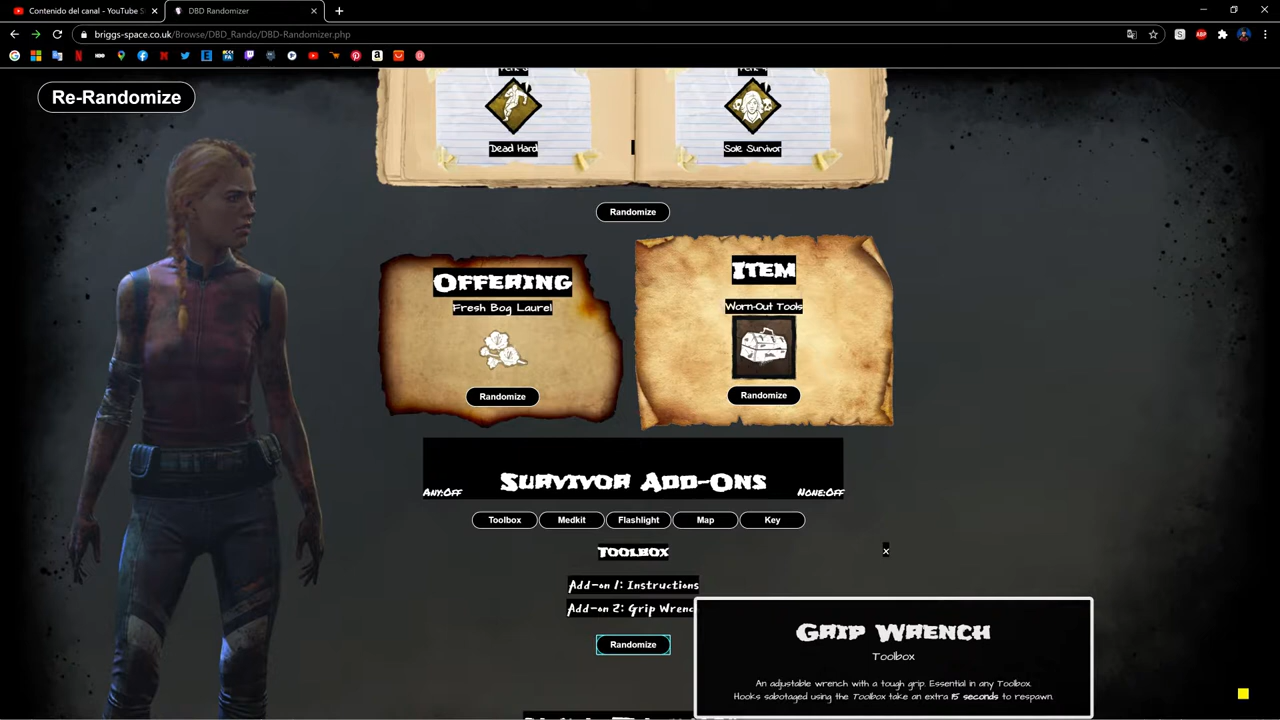 Contenido del canal - YouTube S
DBD Randomizer
briggs-space.co.uk/Browse/DBD_Rando/DBD-Randomizer.php
Re-Randomize
Dead Hard
Sole Survivor
Randomize
Offering
Fresh Bog Laurel
Randomize
Item
Worn-Out Tools
Randomize
Survivor Add-Ons
Any:Off
None:Off
Toolbox Medkit Flashlight Map Key
Toolbox
Add-on 1: Instructions
Add-on 2: Grip Wrenc
Randomize
Grip Wrench
Toolbox
An adjustable wrench with a tough grip. Essential in any Toolbox.
Hooks sabotaged using the Toolbox take an extra 15 seconds to respawn.